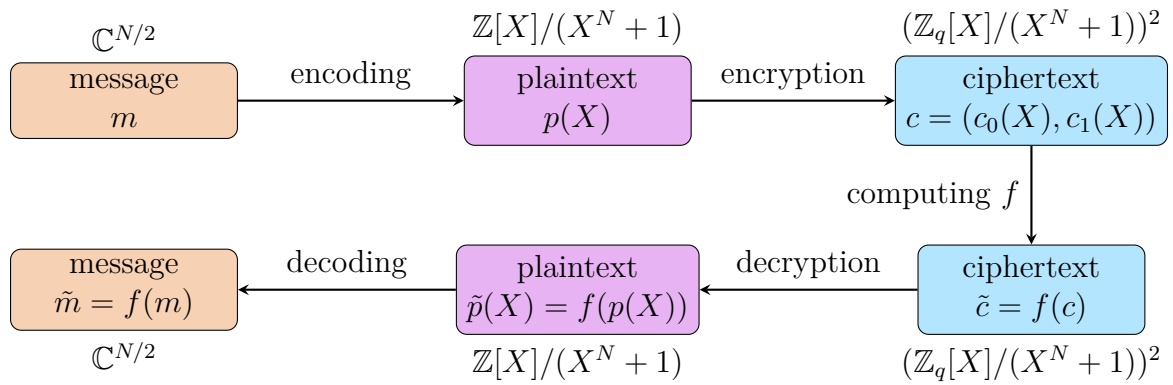 ℂ^{N/2}
ℤ[X]/(X^N + 1)
(ℤ_q[X]/(X^N + 1))^2
message
m
encoding
plaintext
p(X)
encryption
ciphertext
c = (c_0(X), c_1(X))
computing f
message
m̃ = f(m)
decoding
plaintext
p̃(X) = f(p(X))
decryption
ciphertext
c̃ = f(c)
ℂ^{N/2}
ℤ[X]/(X^N + 1)
(ℤ_q[X]/(X^N + 1))^2